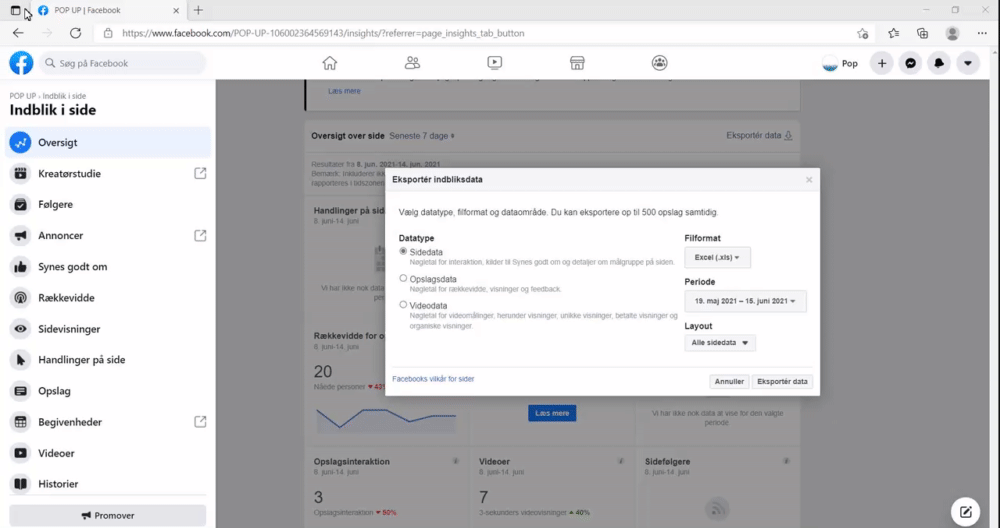 POP UP | Facebook
https://www.facebook.com/POP-UP-106002364569143/insights/?referrer=page_insights_tab_button
Søg på Facebook
Pop
POP UP - Indblik i side
Indblik i side
Oversigt
Kreatørstudie
Følgere
Annoncer
Synes godt om
Rækkevidde
Sidevisninger
Handlinger på side
Opslag
Begivenheder
Videoer
Historier
Promover
Læs mere
Oversigt over side Seneste 7 dage
Eksportér data
Resultater fra 8. jun. 2021-14. jun. 2021
Bemærk: inkluderer ikk
rapporteres i tidszonen
Handlinger på sid
8. juni-14. juni
Vi har ikke nok data
per
Rækkevidde for op
8. juni-14. juni
20
Nåede personer 43
Læs mere
Vi har ikke nok data at vise for den valgte
periode.
Opslagsinteraktion
8. juni-14. juni
3
Opslagsinteraktion 50%
Videoer
8. juni-14. juni
7
3-sekunders videovisninger 40%
Sidefølgere
8. juni-14. juni
Eksportér indbliksdata
Vælg datatype, filformat og dataområde. Du kan eksportere op til 500 opslag samtidig.
Datatype
Sidedata
Nøgletal for interaktion, kilder til Synes godt om og detaljer om målgruppe på siden.
Opslagsdata
Nøgletal for rækkevidde, visninger og feedback.
Videodata
Nøgletal for videomålinger, herunder visninger, unikke visninger, betalte visninger og
organiske visninger.
Filformat
Excel (.xls)
Periode
19. maj 2021 – 15. juni 2021
Layout
Alle sidedata
Facebooks vilkår for sider
Annuller
Eksportér data